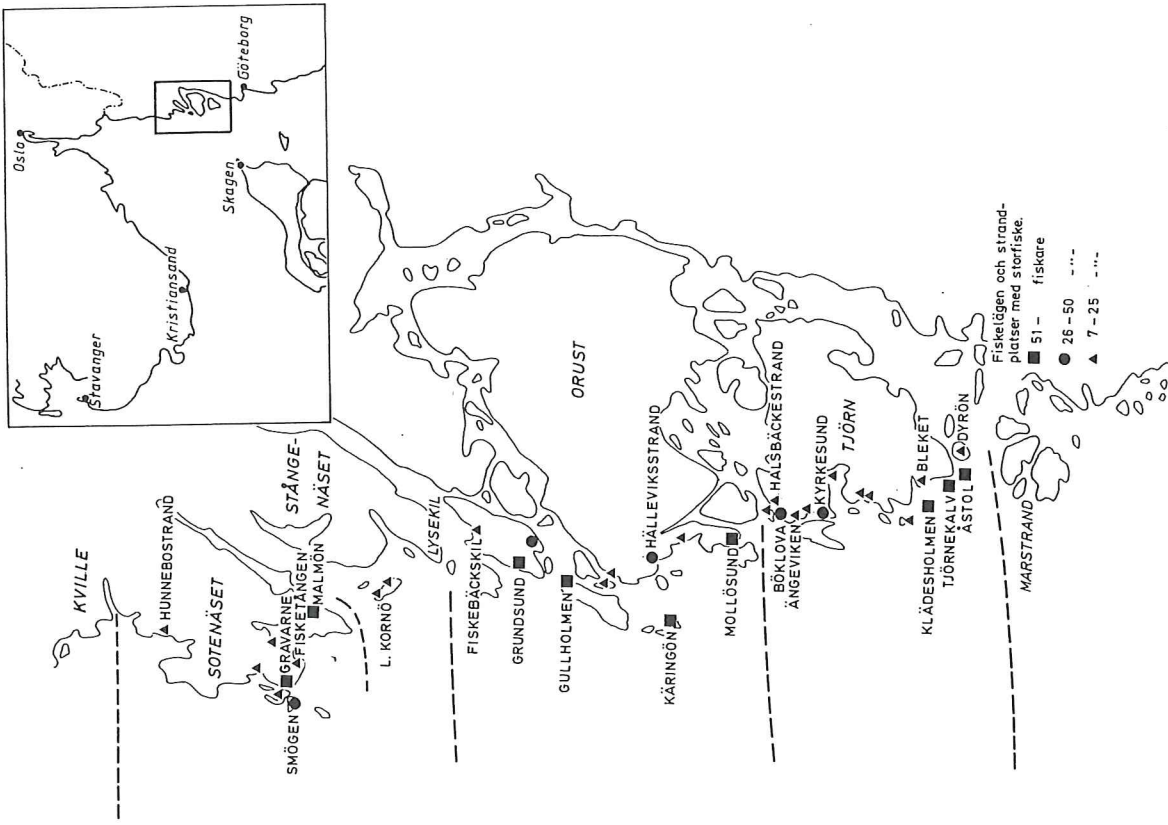 Oslo
Stavanger
Kristiansand
Skagen
Göteborg
KVILLE
HUNNEBOSTRAND
SOTENÄSET
STÅNGE-
NÄSET
GRAVARNE
FISKETÅNGEN
MALMÖN
SMÖGEN
L. KORNÖ
LYSEKIL
FISKEBÄCKSKIL
GRUNDSUND
GULLHOLMEN
ORUST
HÄLLEVIKSSTRAND
KÄRINGÖN
MOLLÖSUND
HALSBÄCKESTRAND
BÖKLOVA
ÄNGEVIKEN
KYRKESUND
TJÖRN
BLEKET
KLÄDESHOLMEN
TJÖRNEKALV
DYRÖN
ÅSTOL
MARSTRAND
Fiskelägen och strand-
platser med storfiske.
51 – fiskare
26 – 50 – " –
7 – 25 – " –